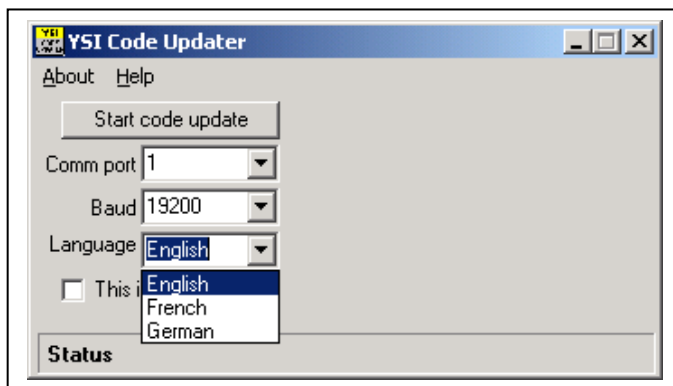 YSI Code Updater
About Help
Start code update
Comm port 1
Baud 19200
Language English
This
English
French
German
Status